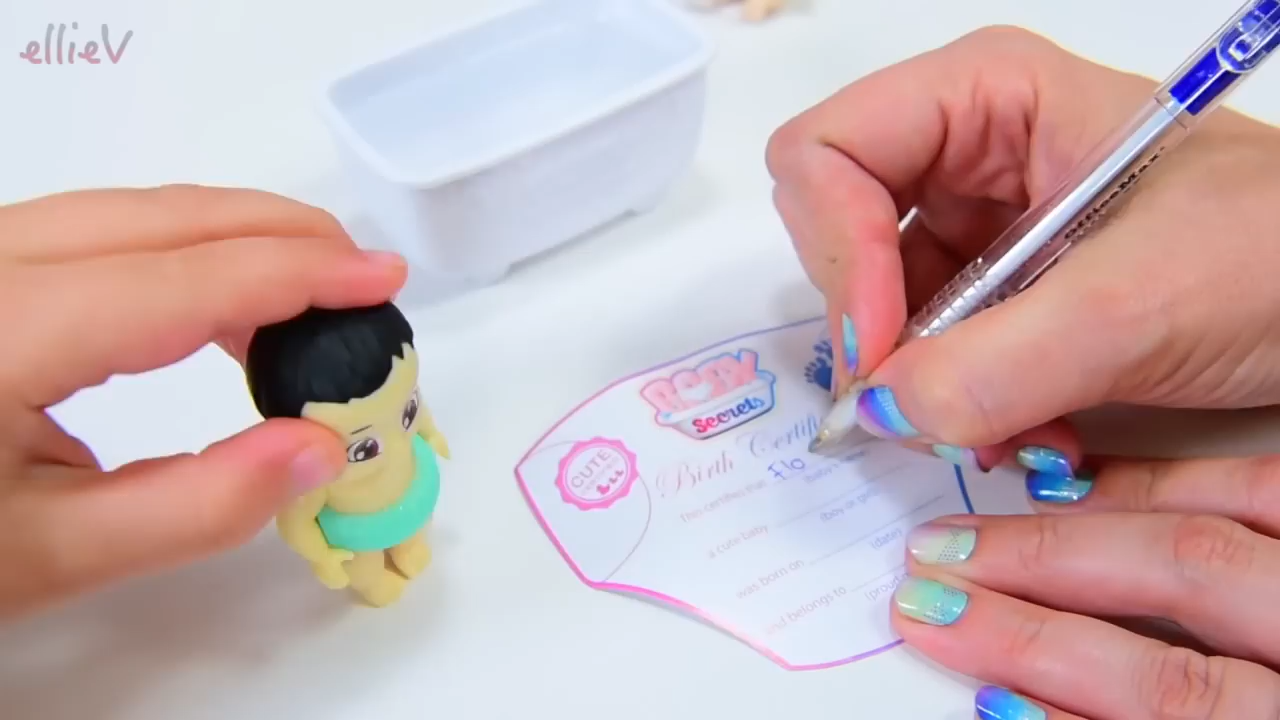 ellieV
OfficeMax
Baby
secrets
CUTE
Birth Certifi
This certifies that Flo
(baby's name)
a cute baby
(boy or girl)
was born on
(date)
and belongs to
(proud